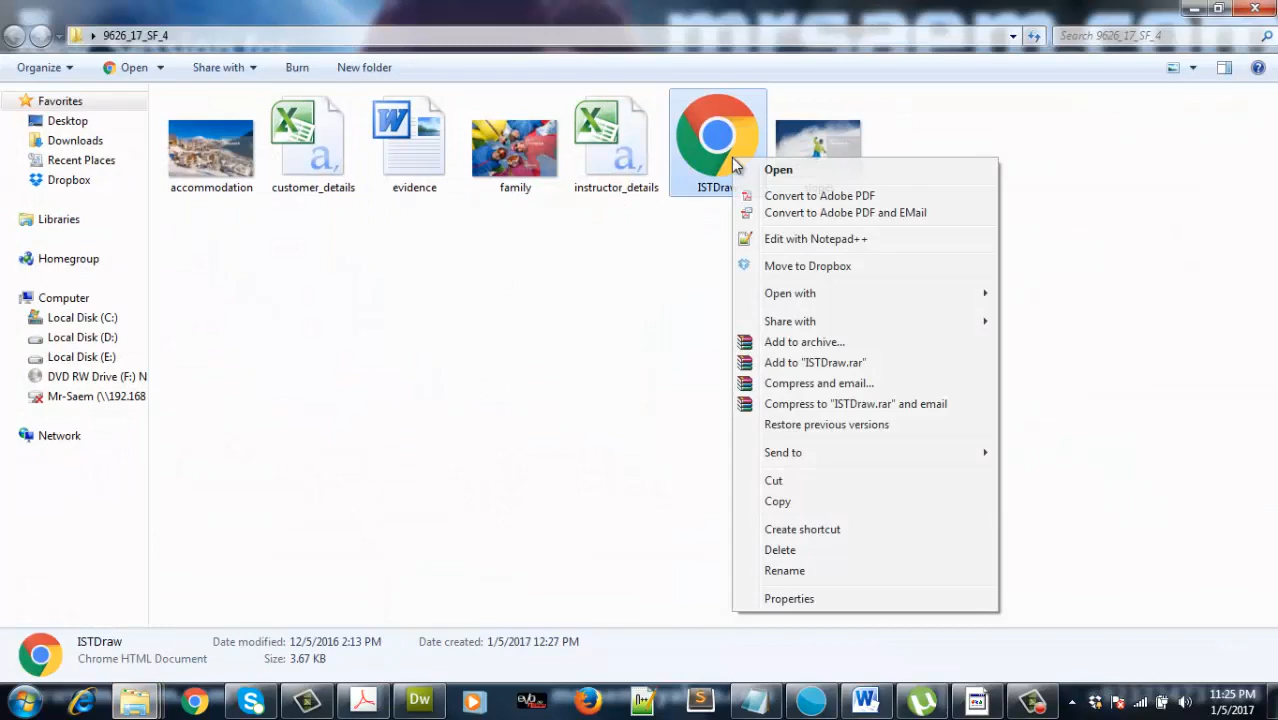 mrsaem.com
9626_17_SF_4
Search 9626_17_SF_4
Organize
Open
Share with
Burn
New folder
Favorites
Desktop
Downloads
Recent Places
Dropbox
Libraries
Homegroup
Computer
Local Disk (C:)
Local Disk (D:)
Local Disk (E:)
DVD RW Drive (F:) N
Mr-Saem (\\192.168
Network
accommodation
customer_details
evidence
family
instructor_details
ISTDraw
Open
Convert to Adobe PDF
Convert to Adobe PDF and EMail
Edit with Notepad++
Move to Dropbox
Open with
Share with
Add to archive...
Add to "ISTDraw.rar"
Compress and email...
Compress to "ISTDraw.rar" and email
Restore previous versions
Send to
Cut
Copy
Create shortcut
Delete
Rename
Properties
ISTDraw
Date modified: 12/5/2016 2:13 PM
Date created: 1/5/2017 12:27 PM
Chrome HTML Document
Size: 3.67 KB
Dw
11:25 PM
1/5/2017